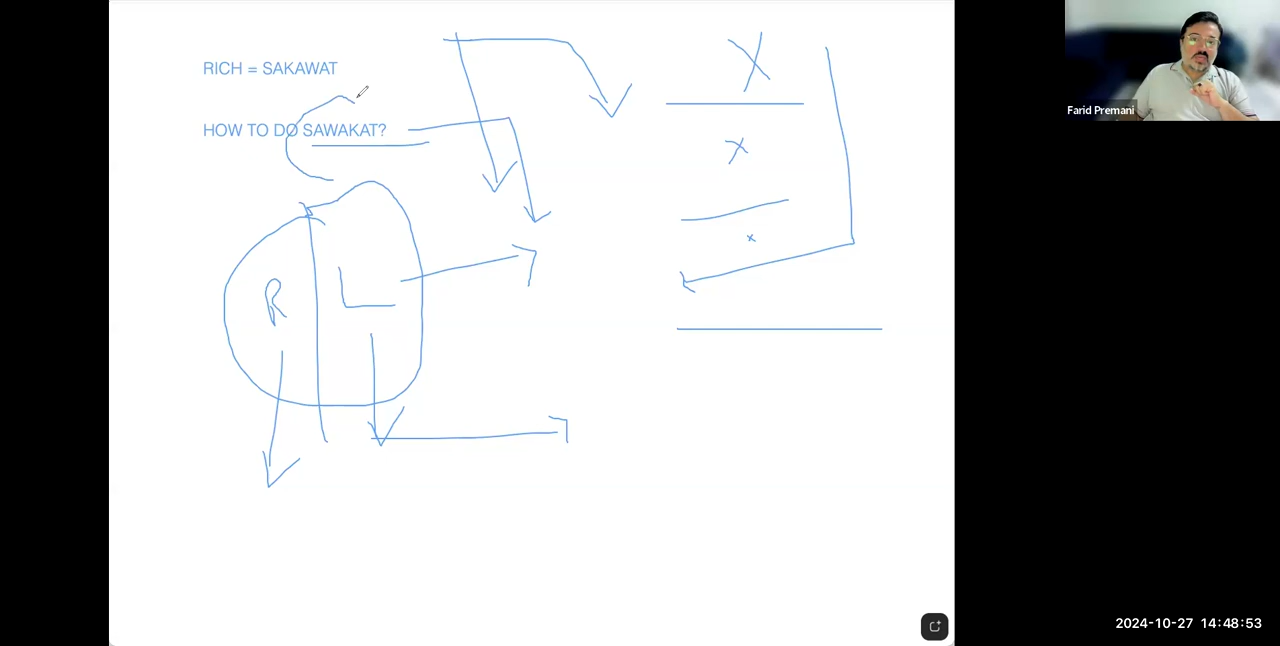 RICH = SAKAWAT
HOW TO DO SAWAKAT?
R
L
X
x
x
Farid Premani
2024-10-27 14:48:53